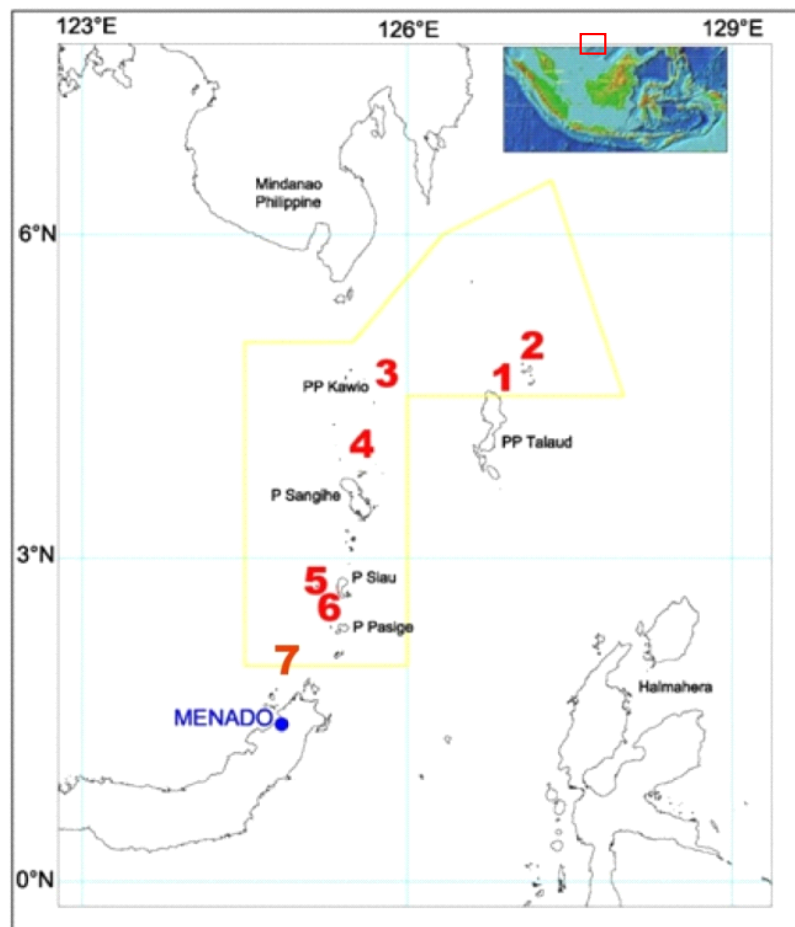 123°E 126°E 129°E
Mindanao
Philippine
6°N
2
3 1
PP Kawio
4 PP Talaud
P Sangihe
3°N
5 P Siau
6
P Pasige
7
Halmahera
MENADO
0°N